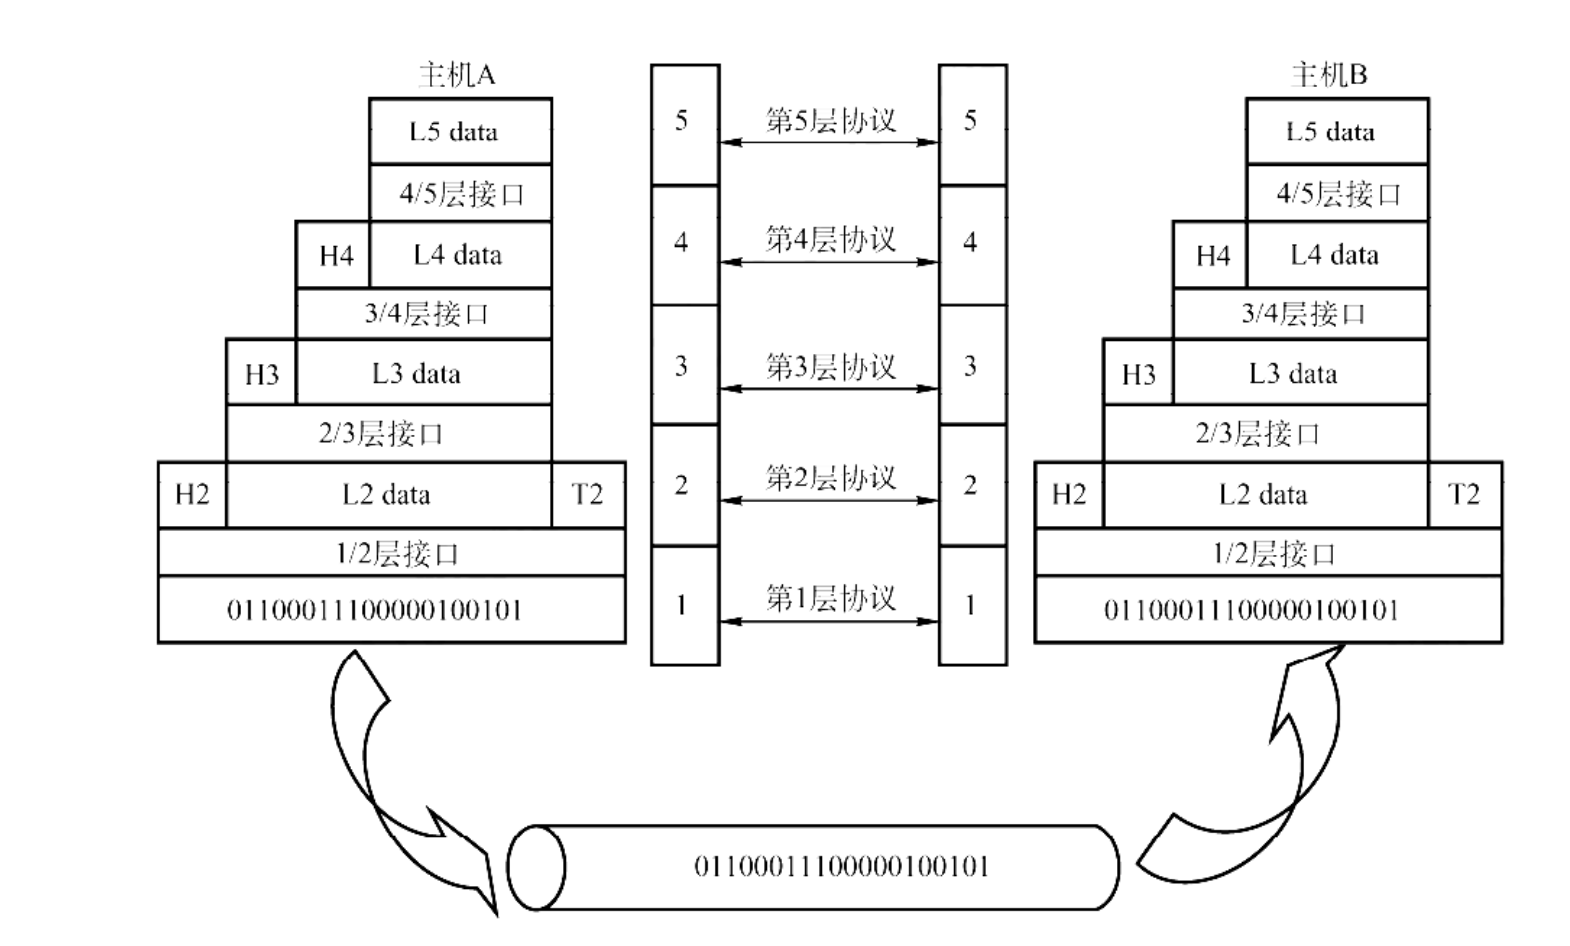 主机A
L5 data
4/5层接口
H4 L4 data
3/4层接口
H3 L3 data
2/3层接口
H2 L2 data T2
1/2层接口
01100011100000100101
5 第5层协议 5
4 第4层协议 4
3 第3层协议 3
2 第2层协议 2
1 第1层协议 1
主机B
L5 data
4/5层接口
H4 L4 data
3/4层接口
H3 L3 data
2/3层接口
H2 L2 data T2
1/2层接口
01100011100000100101
01100011100000100101